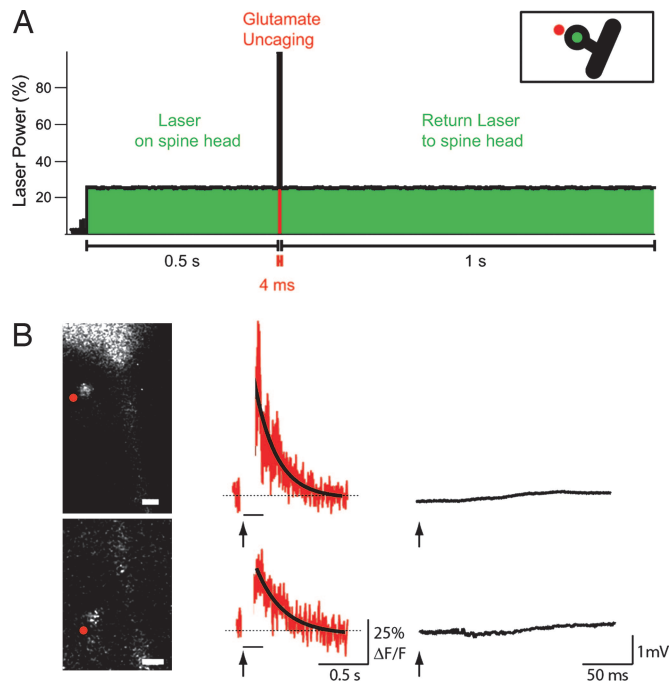 A
Glutamate
Uncaging
Laser Power (%)
80
60
40
20
Laser
on spine head
Return Laser
to spine head
0.5 s
4 ms
1 s
B
25%
ΔF/F
0.5 s
1mV
50 ms